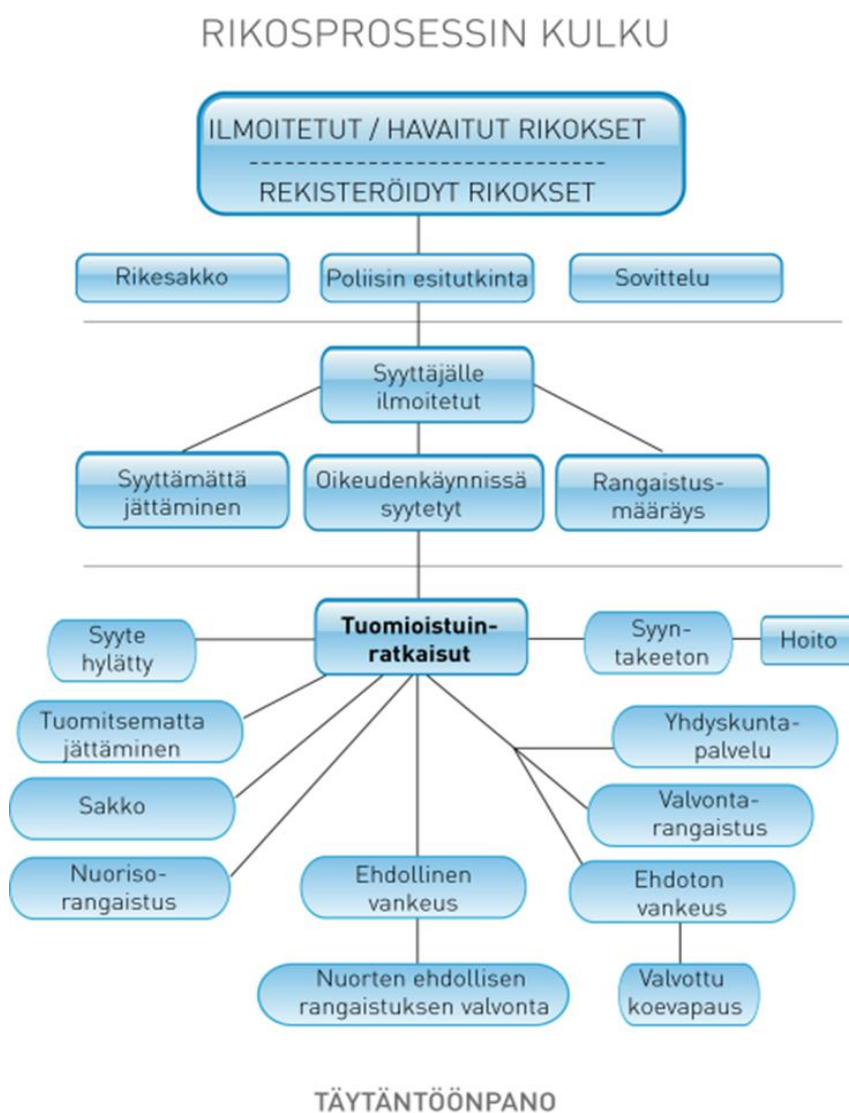 RIKOSPROSESSIN KULKU
ILMOITETUT / HAVAITUT RIKOKSET
REKISTERÖIDYT RIKOKSET
Rikesakko
Poliisin esitutkinta
Sovittelu
Syyttäjälle
ilmoitetut
Syyttämättä
jättäminen
Oikeudenkäynnissä
syytetyt
Rangaistus-
määräys
Tuomioistuin-
ratkaisut
Syyte
hylätty
Syyn-
takeeton
Hoito
Tuomitsematta
jättäminen
Yhdyskunta-
palvelu
Sakko
Valvonta-
rangaistus
Nuoriso-
rangaistus
Ehdollinen
vankeus
Ehdoton
vankeus
Nuorten ehdollisen
rangaistuksen valvonta
Valvottu
koevapaus
TÄYTÄNTÖÖNPANO